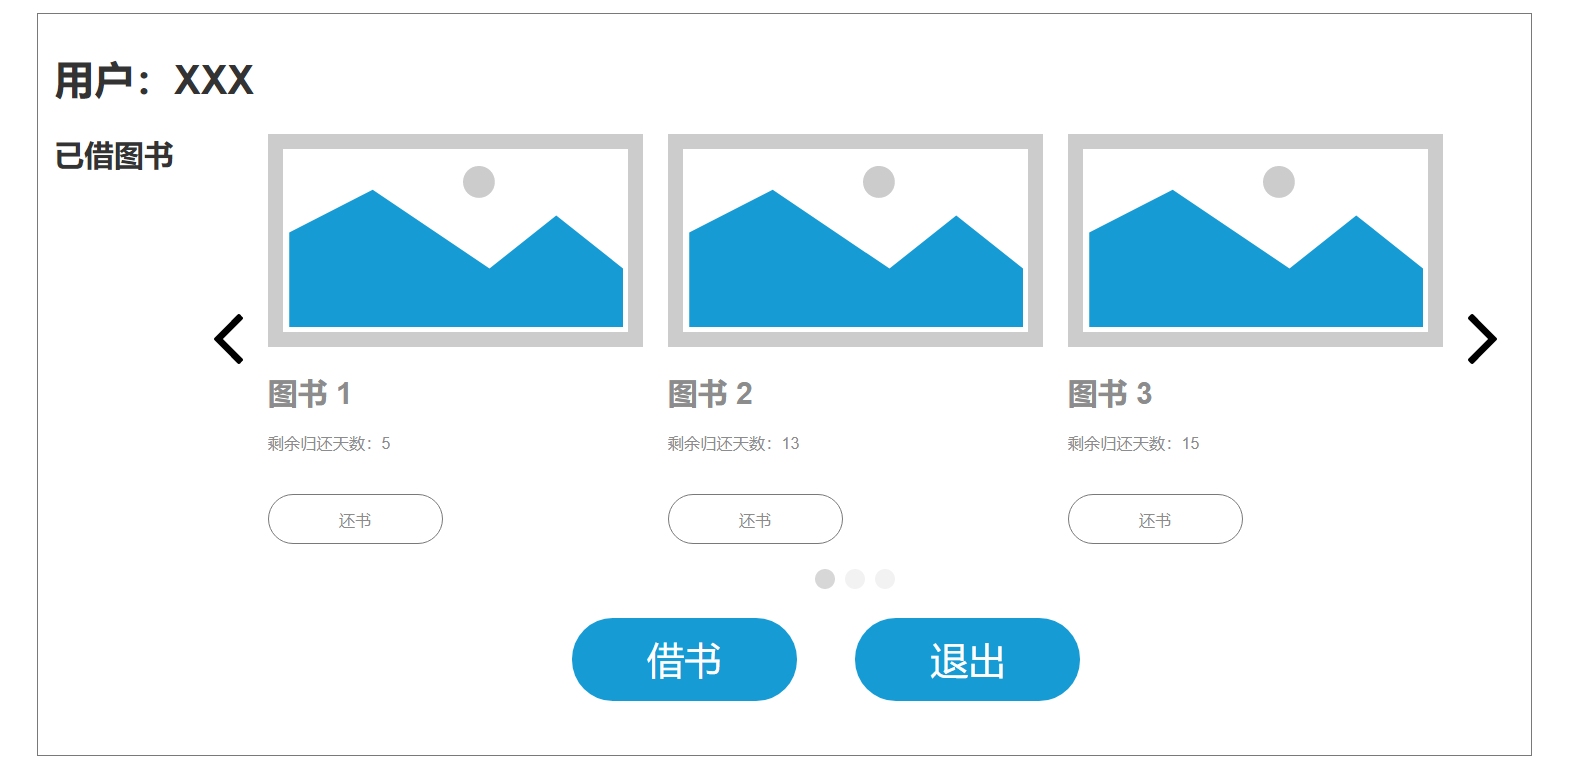 用户：XXX
已借图书
图书 1
图书 2
图书 3
剩余归还天数：5
剩余归还天数：13
剩余归还天数：15
还书
还书
还书
借书
退出